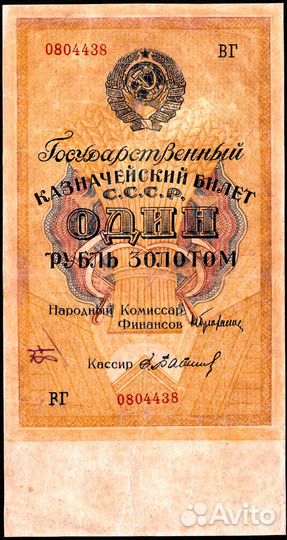 0804438 ВГ
Государственный
КАЗНАЧЕЙСКИЙ БИЛЕТ
С.С.С.Р.
ОДИН
РУБЛЬ ЗОЛОТОМ
Народный Комиссар
Финансов
Кассир
ВГ 0804438
Avito